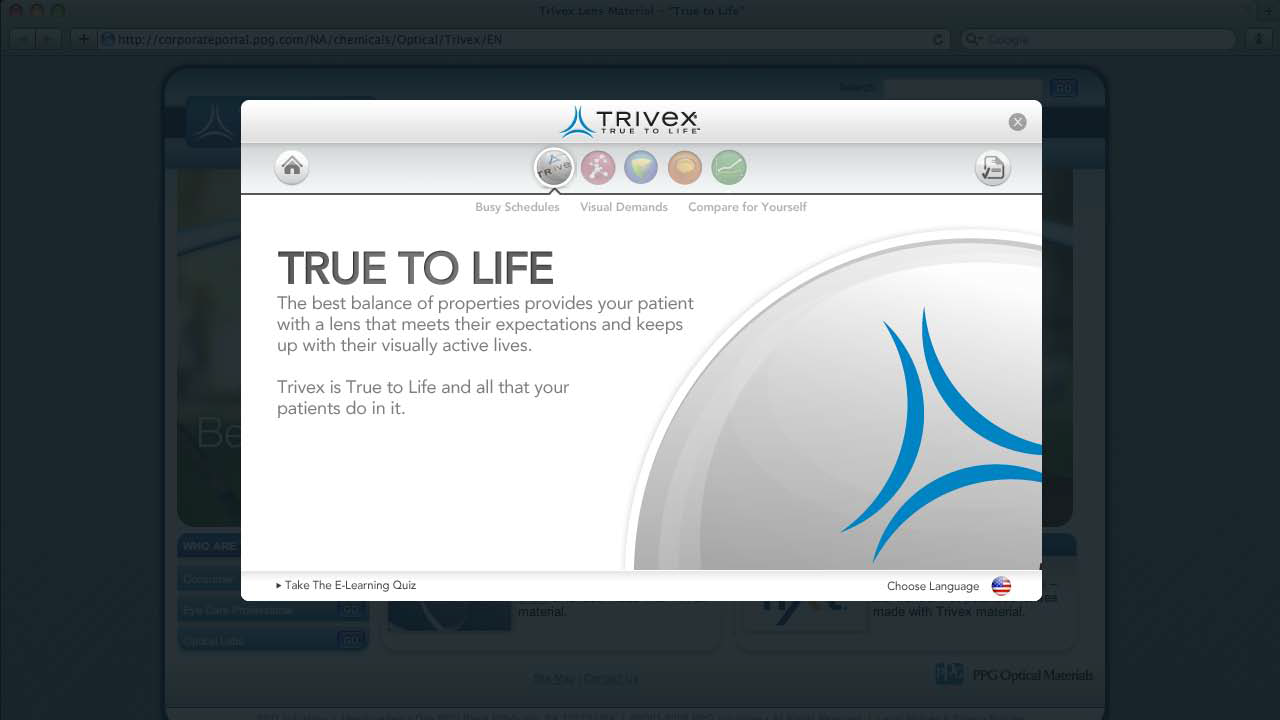 Trivex Lens Material – "True to Life"
http://corporateportal.ppg.com/NA/chemicals/Optical/Trivex/EN
Google
Search
GO
TRIVEX
TRUE TO LIFE™
TRIVE
Busy Schedules Visual Demands Compare for Yourself
TRUE TO LIFE
The best balance of properties provides your patient
with a lens that meets their expectations and keeps
up with their visually active lives.
Trivex is True to Life and all that your
patients do in it.
Be
WHO ARE
Consumer
Eye Care Professional GO
Optical Labs GO
Take The E-Learning Quiz
Choose Language
material.
made with Trivex material.
Site Map | Contact Us
PPG PPG Optical Materials